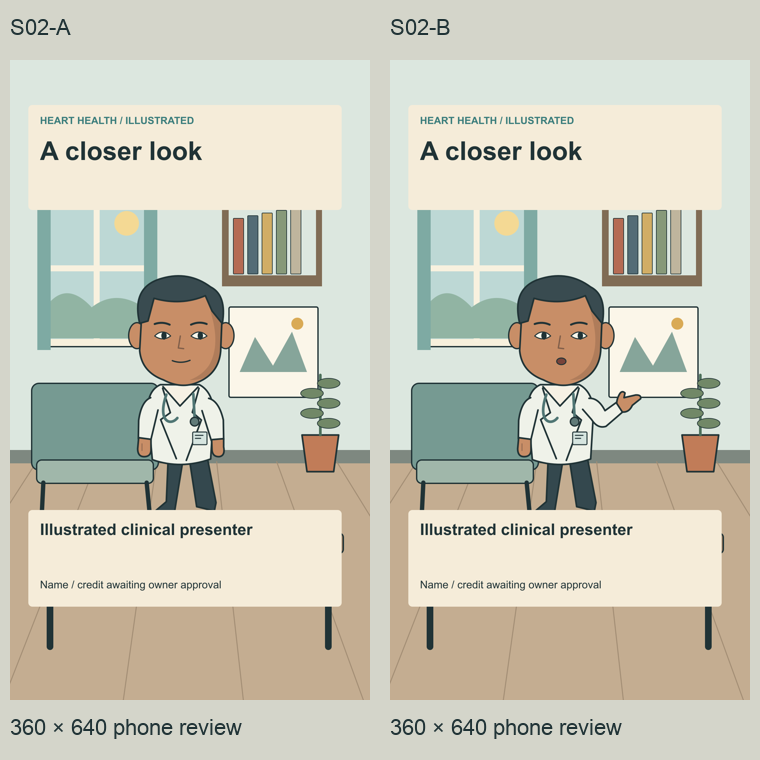 S02-A
HEART HEALTH / ILLUSTRATED
A closer look
Illustrated clinical presenter
Name / credit awaiting owner approval
360 × 640 phone review
S02-B
HEART HEALTH / ILLUSTRATED
A closer look
Illustrated clinical presenter
Name / credit awaiting owner approval
360 × 640 phone review